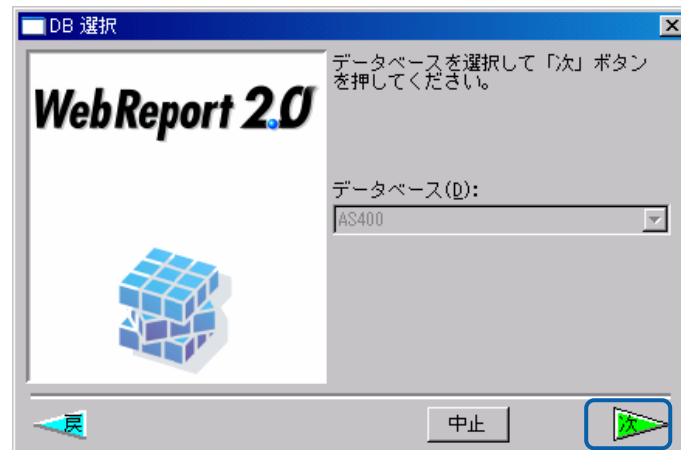 DB 選択
データベースを選択して「次」ボタン
を押してください。
WebReport 2.0
データベース(D):
AS400
戻
中止
次